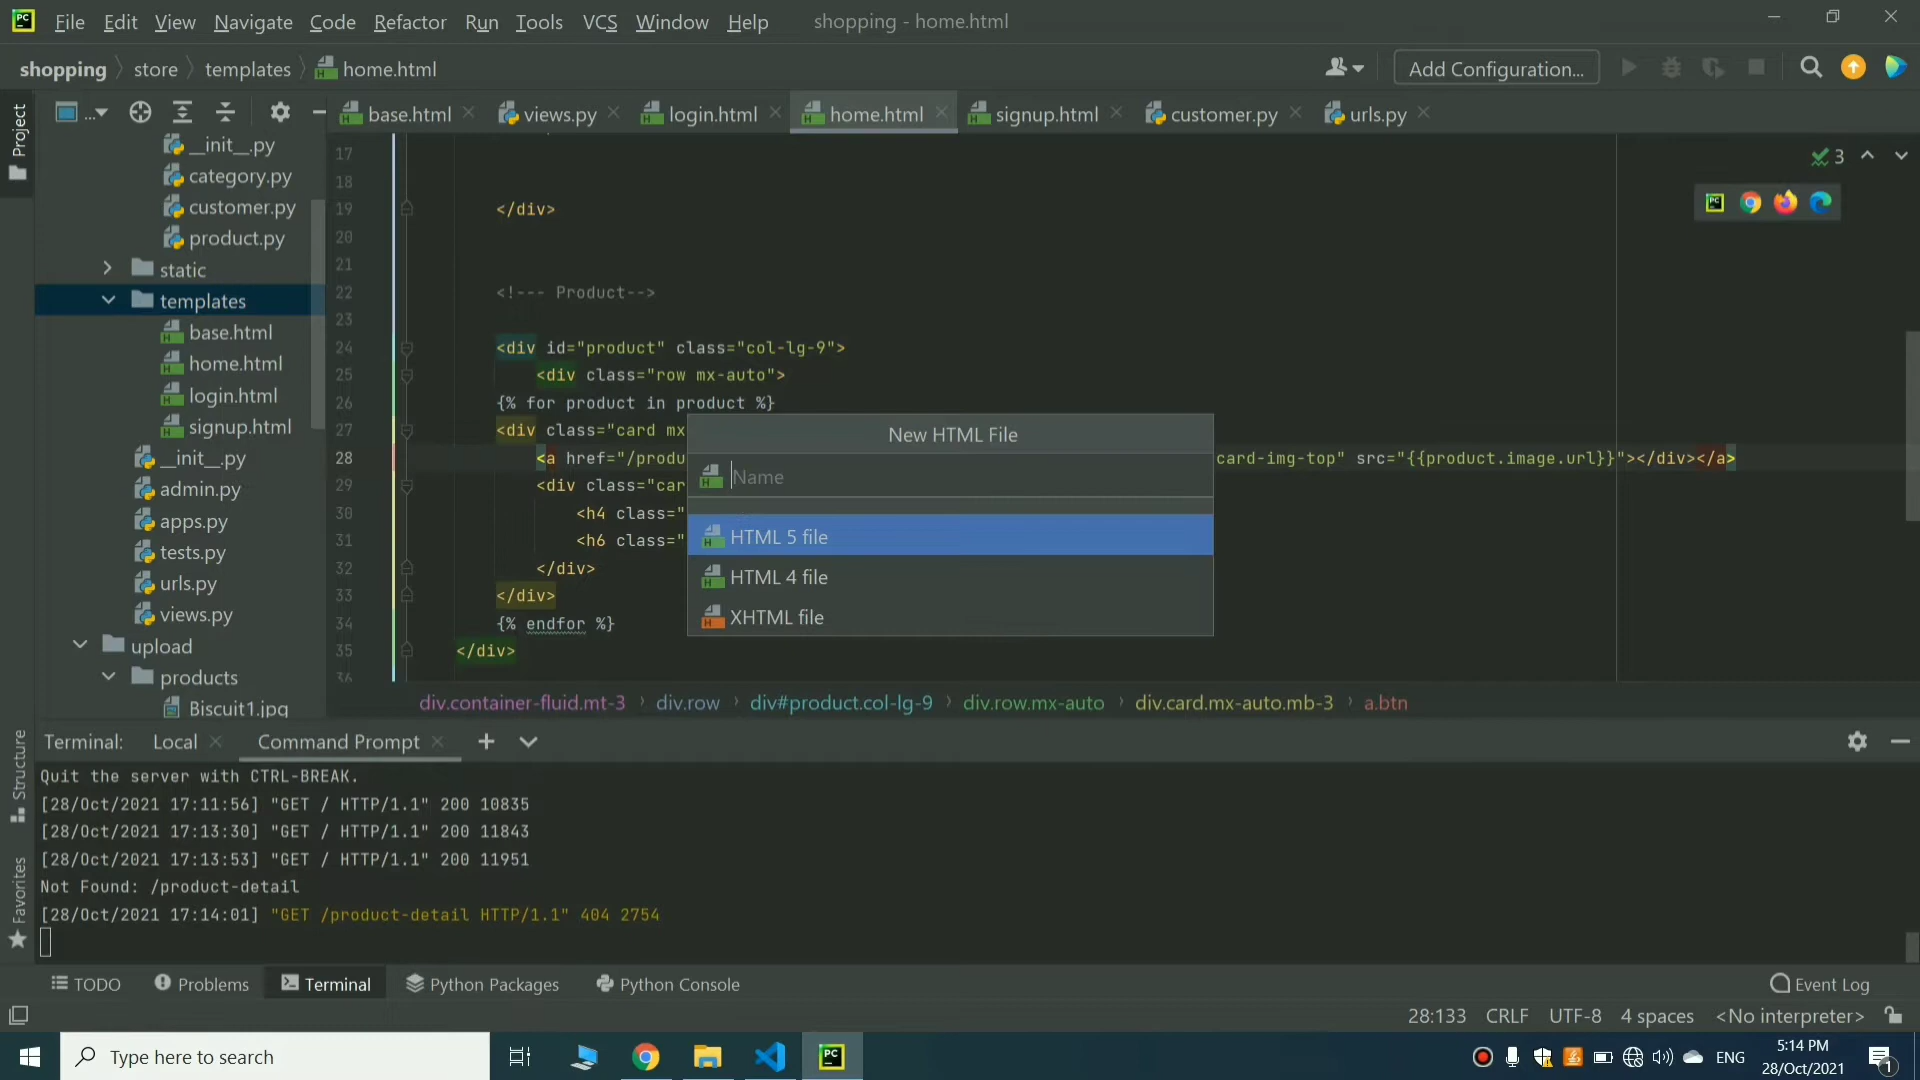 File Edit View Navigate Code Refactor Run Tools VCS Window Help shopping - home.html
shopping store templates home.html Add Configuration...
Project
... base.html views.py login.html home.html signup.html customer.py urls.py
__init__.py
category.py
customer.py
product.py
static
templates
base.html
home.html
login.html
signup.html
__init__.py
admin.py
apps.py
tests.py
urls.py
views.py
upload
products
Biscuit1.jpg
3
17
18
19 </div>
20
21
22 <!--- Product-->
23
24 <div id="product" class="col-lg-9">
25 <div class="row mx-auto">
26 {% for product in product %}
27 <div class="card mx
28 <a href="/produ card-img-top" src="{{product.image.url}}"></div></a>
29 <div class="car
30 <h4 class="
31 <h6 class="
32 </div>
33 </div>
34 {% endfor %}
35 </div>
36
New HTML File
Name
HTML 5 file
HTML 4 file
XHTML file
div.container-fluid.mt-3 div.row div#product.col-lg-9 div.row.mx-auto div.card.mx-auto.mb-3 a.btn
Structure
Favorites
Terminal: Local Command Prompt
Quit the server with CTRL-BREAK.
[28/Oct/2021 17:11:56] "GET / HTTP/1.1" 200 10835
[28/Oct/2021 17:13:30] "GET / HTTP/1.1" 200 11843
[28/Oct/2021 17:13:53] "GET / HTTP/1.1" 200 11951
Not Found: /product-detail
[28/Oct/2021 17:14:01] "GET /product-detail HTTP/1.1" 404 2754
TODO Problems Terminal Python Packages Python Console Event Log
28:133 CRLF UTF-8 4 spaces <No interpreter>
Type here to search
ENG
5:14 PM
28/Oct/2021
1